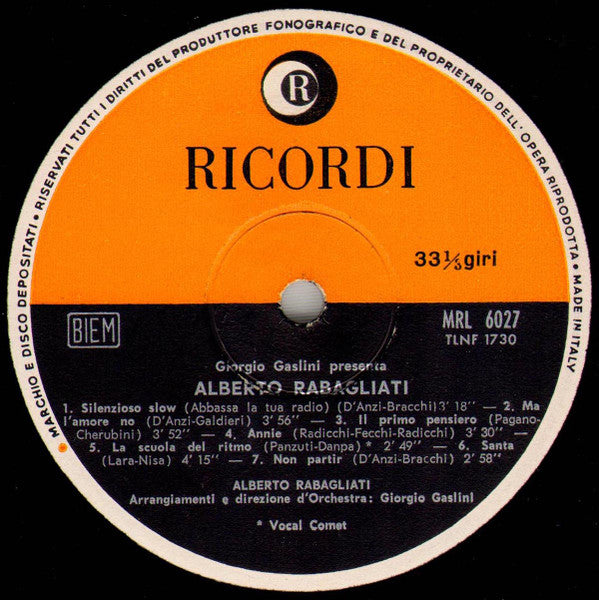 MARCHIO E DISCO DEPOSITATI • RISERVATI TUTTI I DIRITTI DEL PRODUTTORE FONOGRAFICO E DEL PROPRIETARIO DELL'OPERA RIPRODOTTA • MADE IN ITALY
R
RICORDI
33⅓ giri
BIEM
MRL 6027
TLNF 1730
Giorgio Gaslini presenta
ALBERTO RABAGLIATI
1. Silenzioso slow (Abbassa la tua radio) (D'Anzi-Bracchi) 3' 18'' — 2. Ma
l'amore no (D'Anzi-Galdieri) 3' 56'' — 3. Il primo pensiero (Pagano-
Cherubini) 3' 52'' — 4. Annie (Radicchi-Fecchi-Radicchi) 3' 30'' —
5. La scuola del ritmo (Panzuti-Danpa) * 2' 49'' — 6. Santa
(Lara-Nisa) 4' 15'' — 7. Non partir (D'Anzi-Bracchi) 2' 58''
ALBERTO RABAGLIATI
Arrangiamenti e direzione d'Orchestra: Giorgio Gaslini
* Vocal Comet